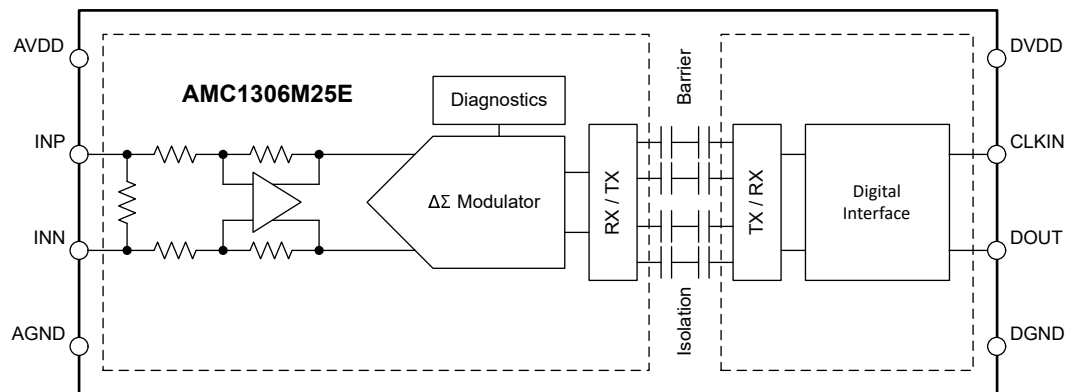 AVDD
DVDD
AMC1306M25E
Diagnostics
Barrier
INP
CLKIN
ΔΣ Modulator
RX / TX
TX / RX
Digital
Interface
INN
DOUT
Isolation
AGND
DGND